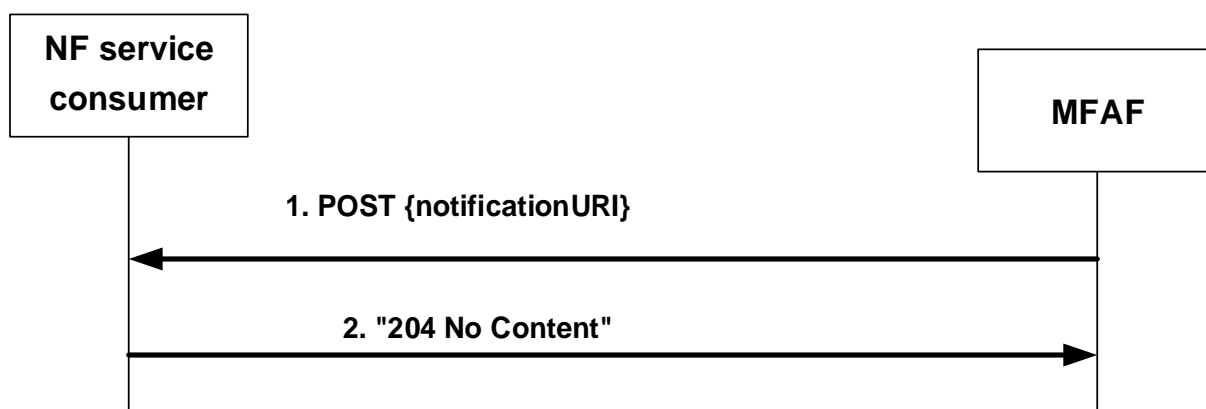 NF service
consumer
MFAF
1. POST {notificationURI}
2. "204 No Content"